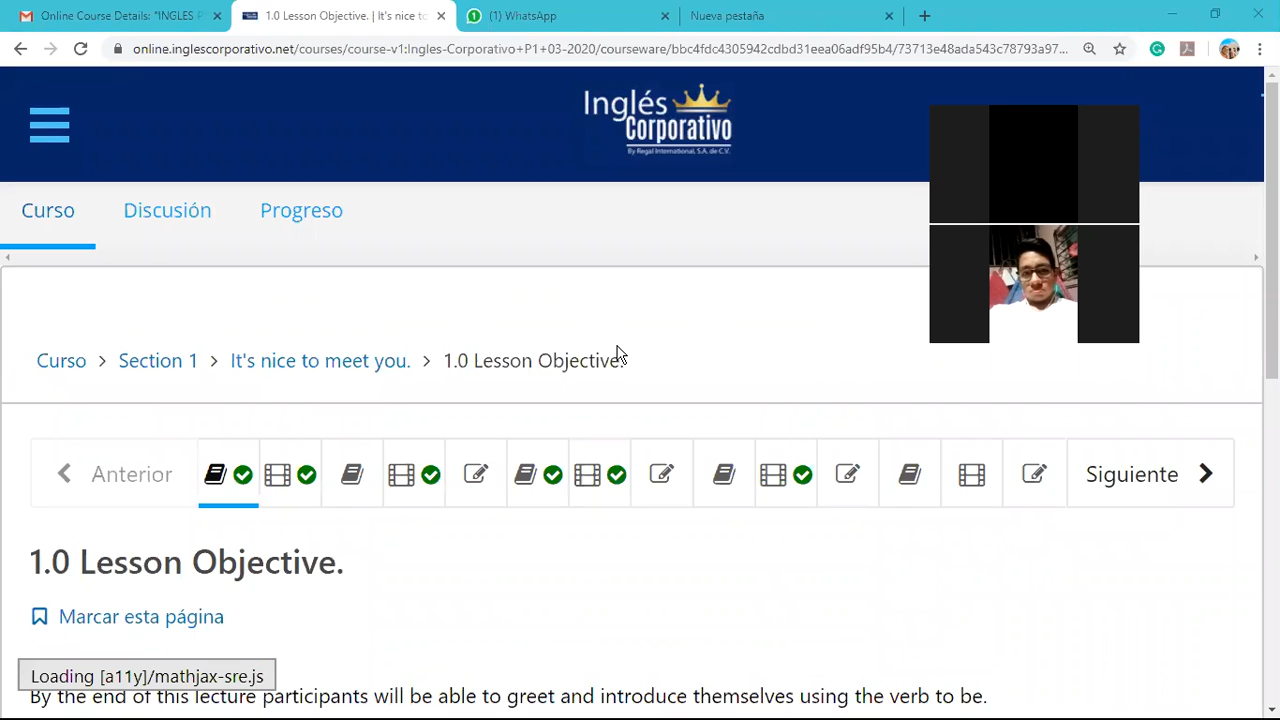 Online Course Details: "INGLES P
1.0 Lesson Objective. | It's nice to
(1) WhatsApp
Nueva pestaña
online.inglescorporativo.net/courses/course-v1:Ingles-Corporativo+P1+03-2020/courseware/bbc4fdc4305942cdbd31eea06adf95b4/73713e48ada543c78793a97...
Inglés
Corporativo
By Regal International, S.A. de C.V.
Curso
Discusión
Progreso
Curso > Section 1 > It's nice to meet you. > 1.0 Lesson Objective.
Anterior
Siguiente
1.0 Lesson Objective.
Marcar esta página
Loading [a11y]/mathjax-sre.js
By the end of this lecture participants will be able to greet and introduce themselves using the verb to be.